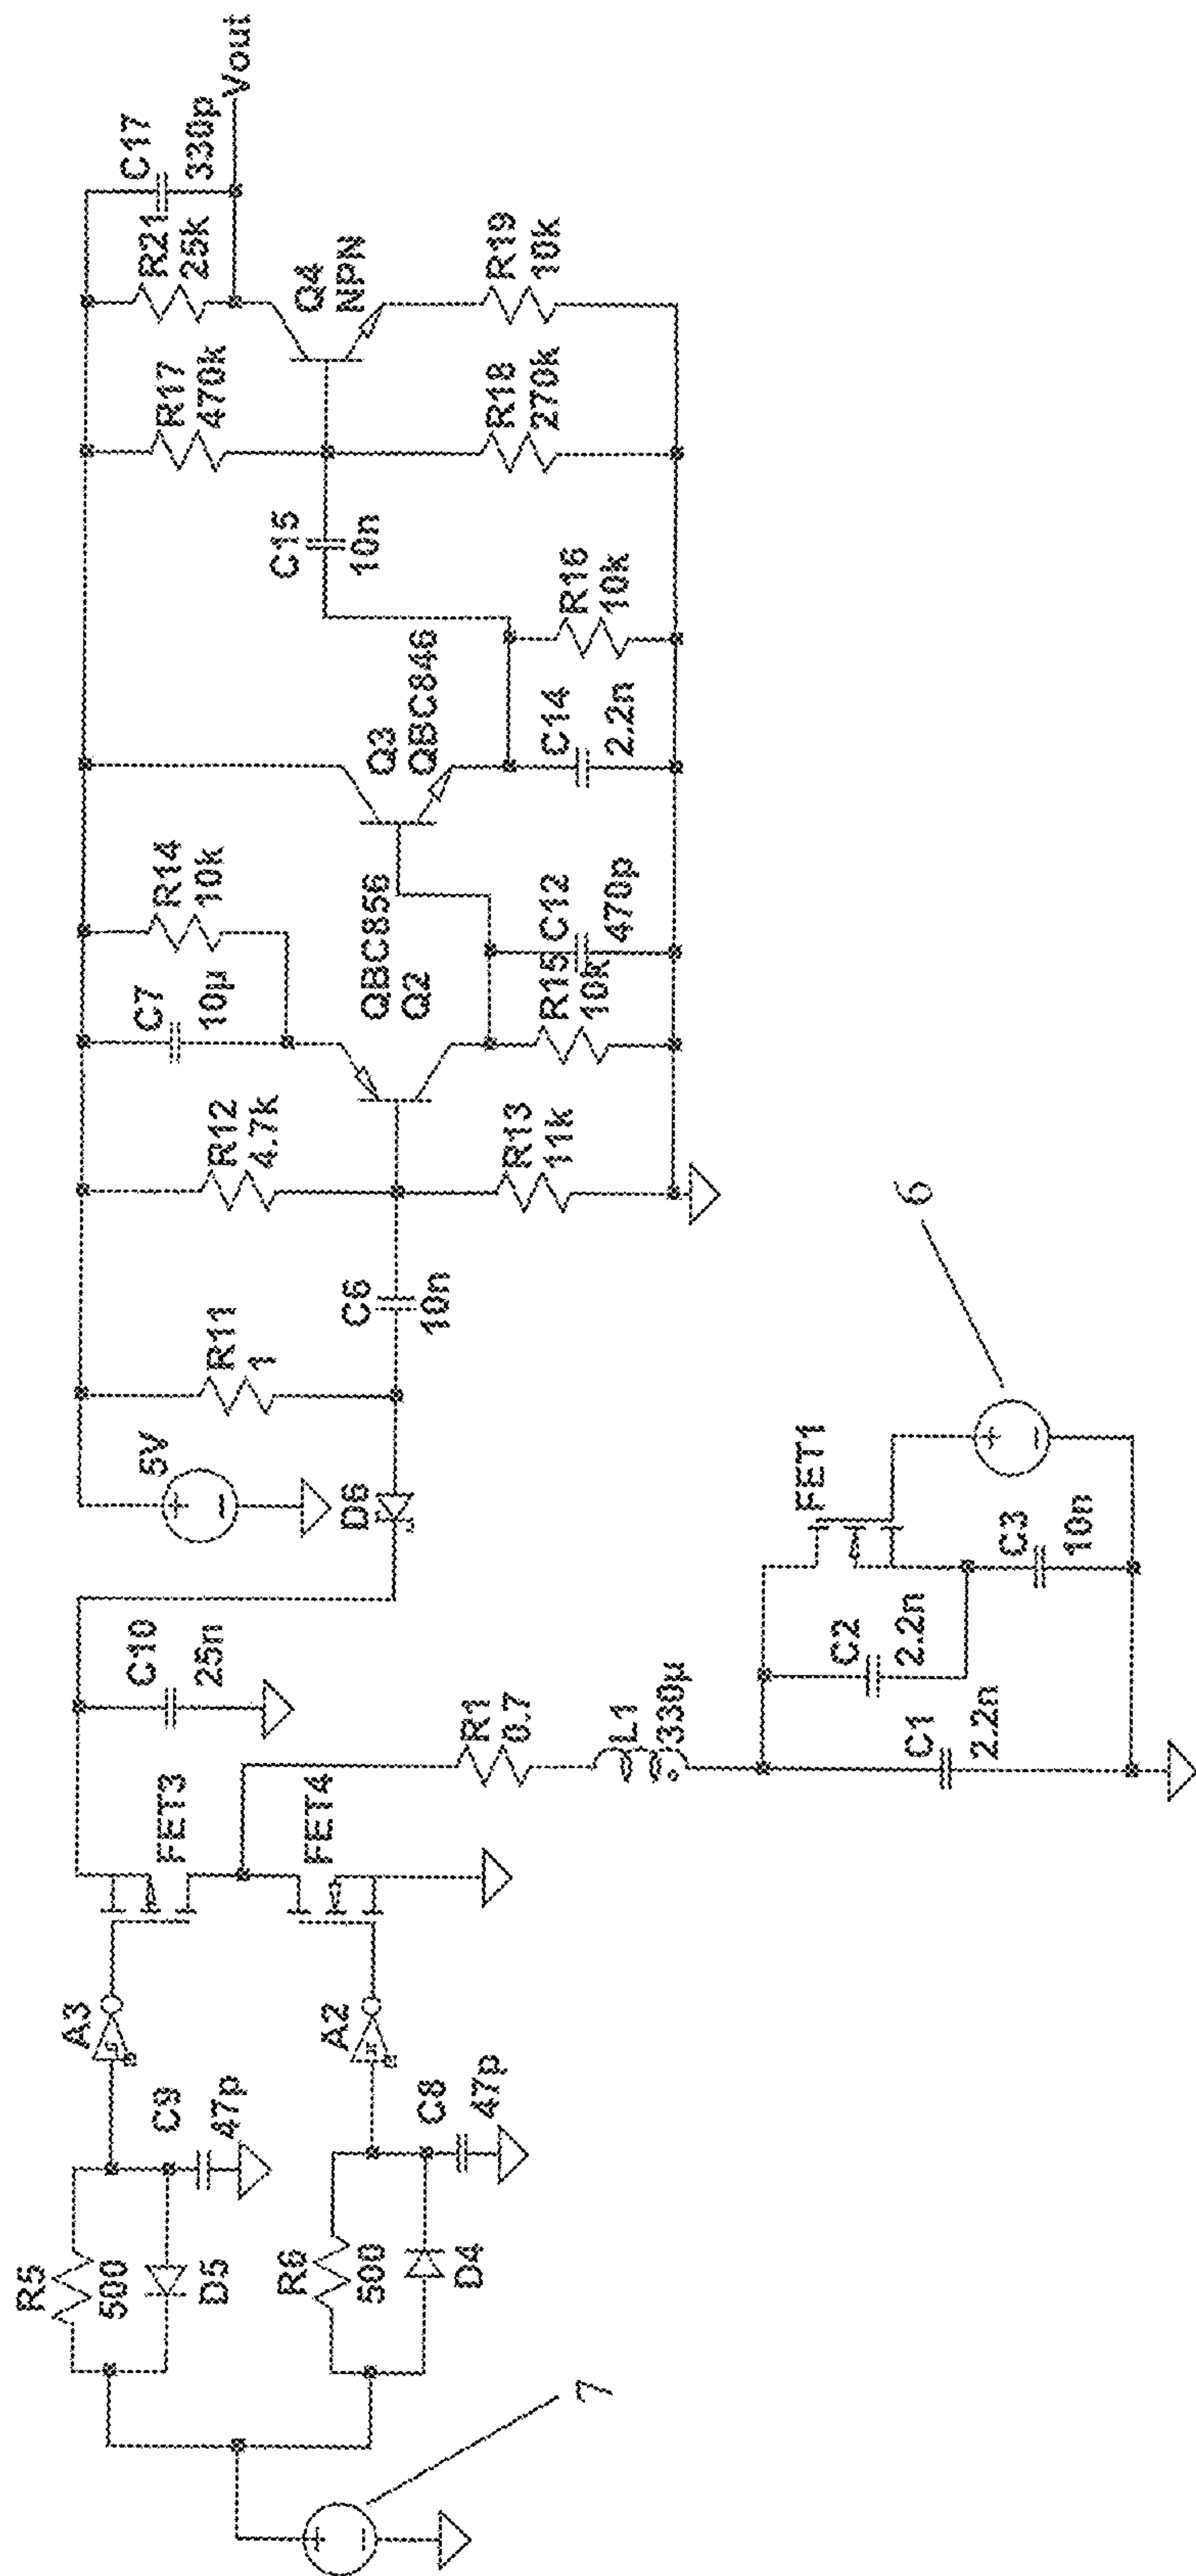 R5
500
D5
C9
47p
A3
FET3
R6
500
D4
C8
47p
A2
FET4
7
C10
25n
R1
0.7
L1
330µ
C1
2.2n
C2
2.2n
C3
10n
FET1
6
5V
D6
R11
1
C6
10n
R12
4.7k
R13
11k
C7
10µ
R14
10k
QBC856
Q2
R15
10k
C12
470p
Q3
QBC846
C14
2.2n
R16
10k
C15
10n
R17
470k
R18
270k
Q4
NPN
R19
10k
R21
25k
C17
330p
Vout